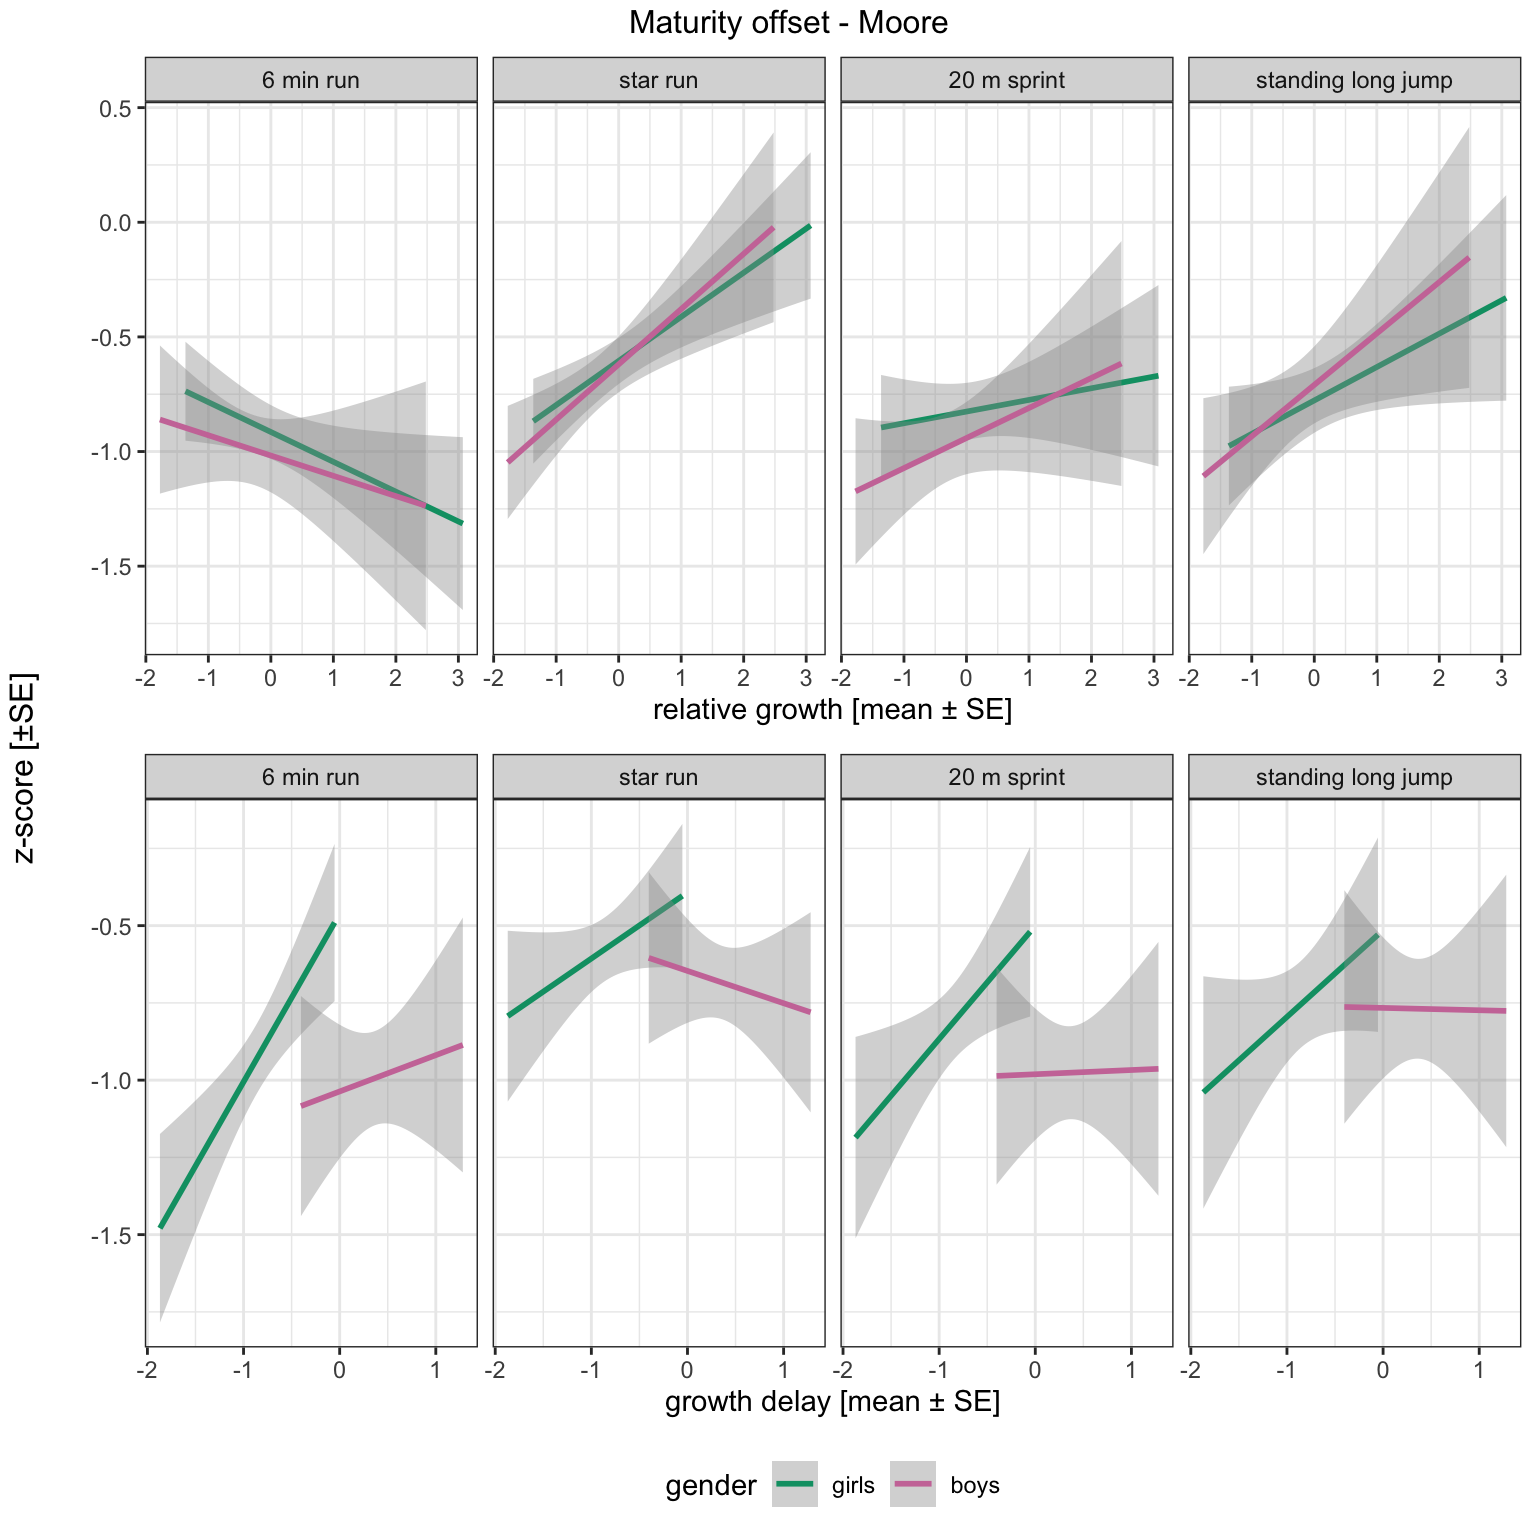 Maturity offset - Moore
6 min run star run 20 m sprint standing long jump
0.5
0.0
-0.5
-1.0
-1.5
-2 -1 0 1 2 3 -2 -1 0 1 2 3 -2 -1 0 1 2 3 -2 -1 0 1 2 3
relative growth [mean ± SE]
z-score [±SE]
6 min run star run 20 m sprint standing long jump
-0.5
-1.0
-1.5
-2 -1 0 1 -2 -1 0 1 -2 -1 0 1 -2 -1 0 1
growth delay [mean ± SE]
gender girls boys